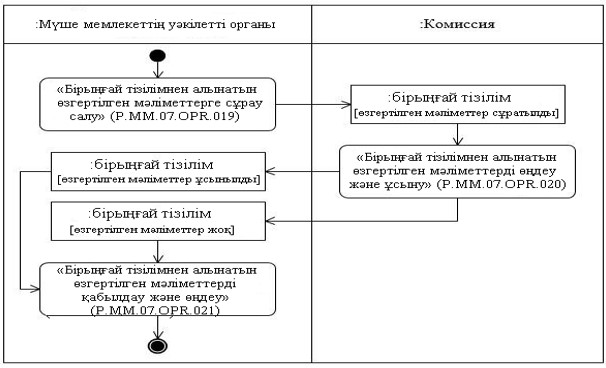 :Мүше мемлекеттің уәкілетті органы
:Комиссия
«Бірыңғай тізілімнен алынатын
өзгертілген мәліметтерге сұрау
салу» (P.MM.07.OPR.019)
:бірыңғай тізілім
[өзгертілген мәліметтер сұратылды]
«Бірыңғай тізілімнен алынатын
өзгертілген мәліметтерді өңдеу
және ұсыну» (P.MM.07.OPR.020)
:бірыңғай тізілім
[өзгертілген мәліметтер ұсынылды]
:бірыңғай тізілім
[өзгертілген мәліметтер жоқ]
«Бірыңғай тізілімнен алынатын
өзгертілген мәліметтерді
қабылдау және өңдеу»
(P.MM.07.OPR.021)